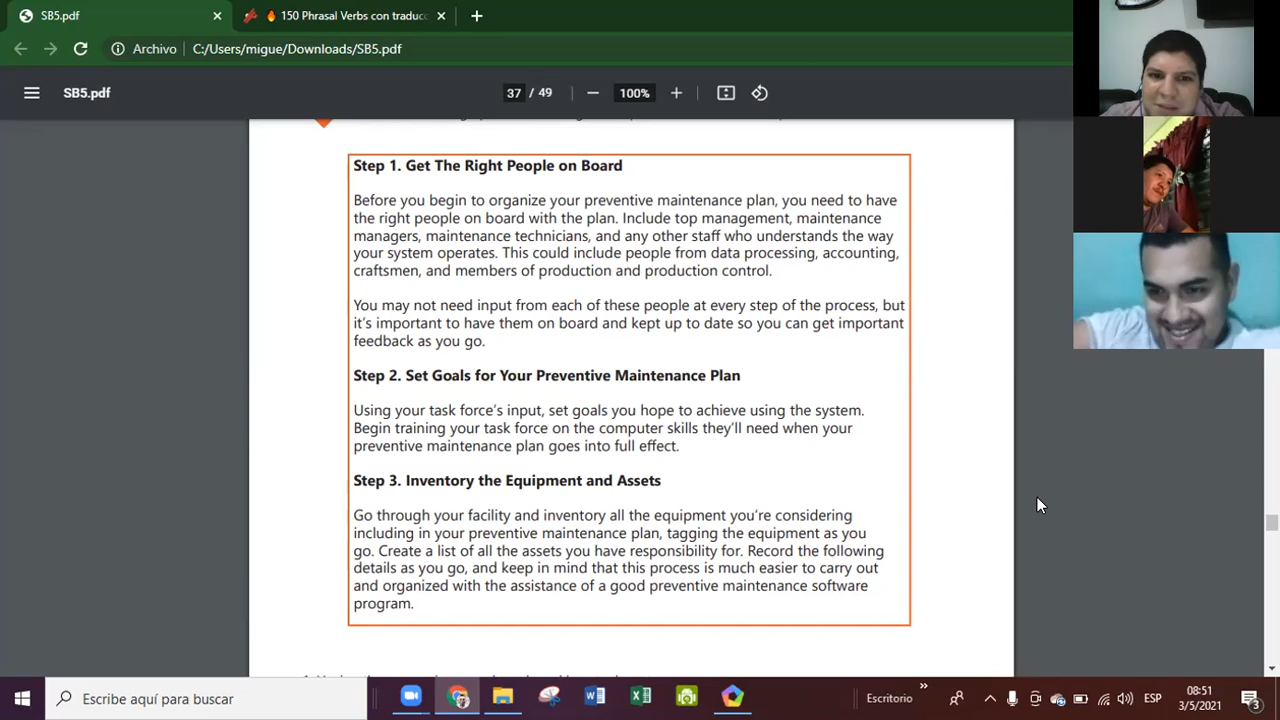 SB5.pdf
150 Phrasal Verbs con traducc
Archivo
C:/Users/migue/Downloads/SB5.pdf
SB5.pdf
37 / 49
100%
Step 1. Get The Right People on Board
Before you begin to organize your preventive maintenance plan, you need to have
the right people on board with the plan. Include top management, maintenance
managers, maintenance technicians, and any other staff who understands the way
your system operates. This could include people from data processing, accounting,
craftsmen, and members of production and production control.
You may not need input from each of these people at every step of the process, but
it's important to have them on board and kept up to date so you can get important
feedback as you go.
Step 2. Set Goals for Your Preventive Maintenance Plan
Using your task force's input, set goals you hope to achieve using the system.
Begin training your task force on the computer skills they'll need when your
preventive maintenance plan goes into full effect.
Step 3. Inventory the Equipment and Assets
Go through your facility and inventory all the equipment you're considering
including in your preventive maintenance plan, tagging the equipment as you
go. Create a list of all the assets you have responsibility for. Record the following
details as you go, and keep in mind that this process is much easier to carry out
and organized with the assistance of a good preventive maintenance software
program.
Escribe aquí para buscar
Escritorio
»
ESP
08:51
3/5/2021
3